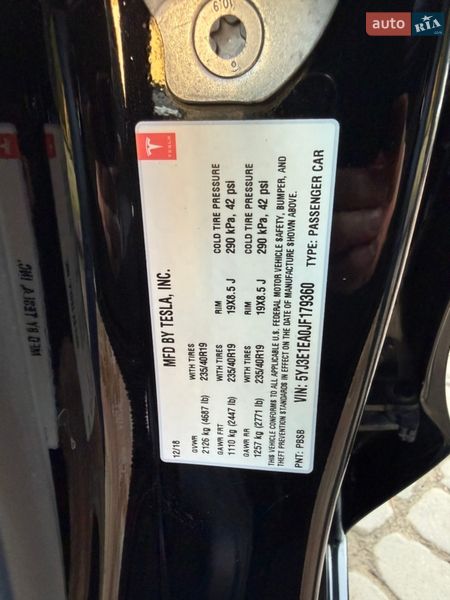 auto RIA.com
1019
TESLA
MFD BY TESLA, INC.
12/18
GVWR WITH TIRES RIM COLD TIRE PRESSURE
2126 kg (4687 lb) 235/40R19 19X8.5 J 290 kPa, 42 psi
GAWR FRT WITH TIRES RIM COLD TIRE PRESSURE
1110 kg (2447 lb) 235/40R19 19X8.5 J 290 kPa, 42 psi
GAWR RR WITH TIRES
1257 kg (2771 lb) 235/40R19
THIS VEHICLE CONFORMS TO ALL APPLICABLE U.S. FEDERAL MOTOR VEHICLE SAFETY, BUMPER, AND
THEFT PREVENTION STANDARDS IN EFFECT ON THE DATE OF MANUFACTURE SHOWN ABOVE.
VIN: 5YJ3E1EA0JF179360
PNT: PBSB TYPE: PASSENGER CAR